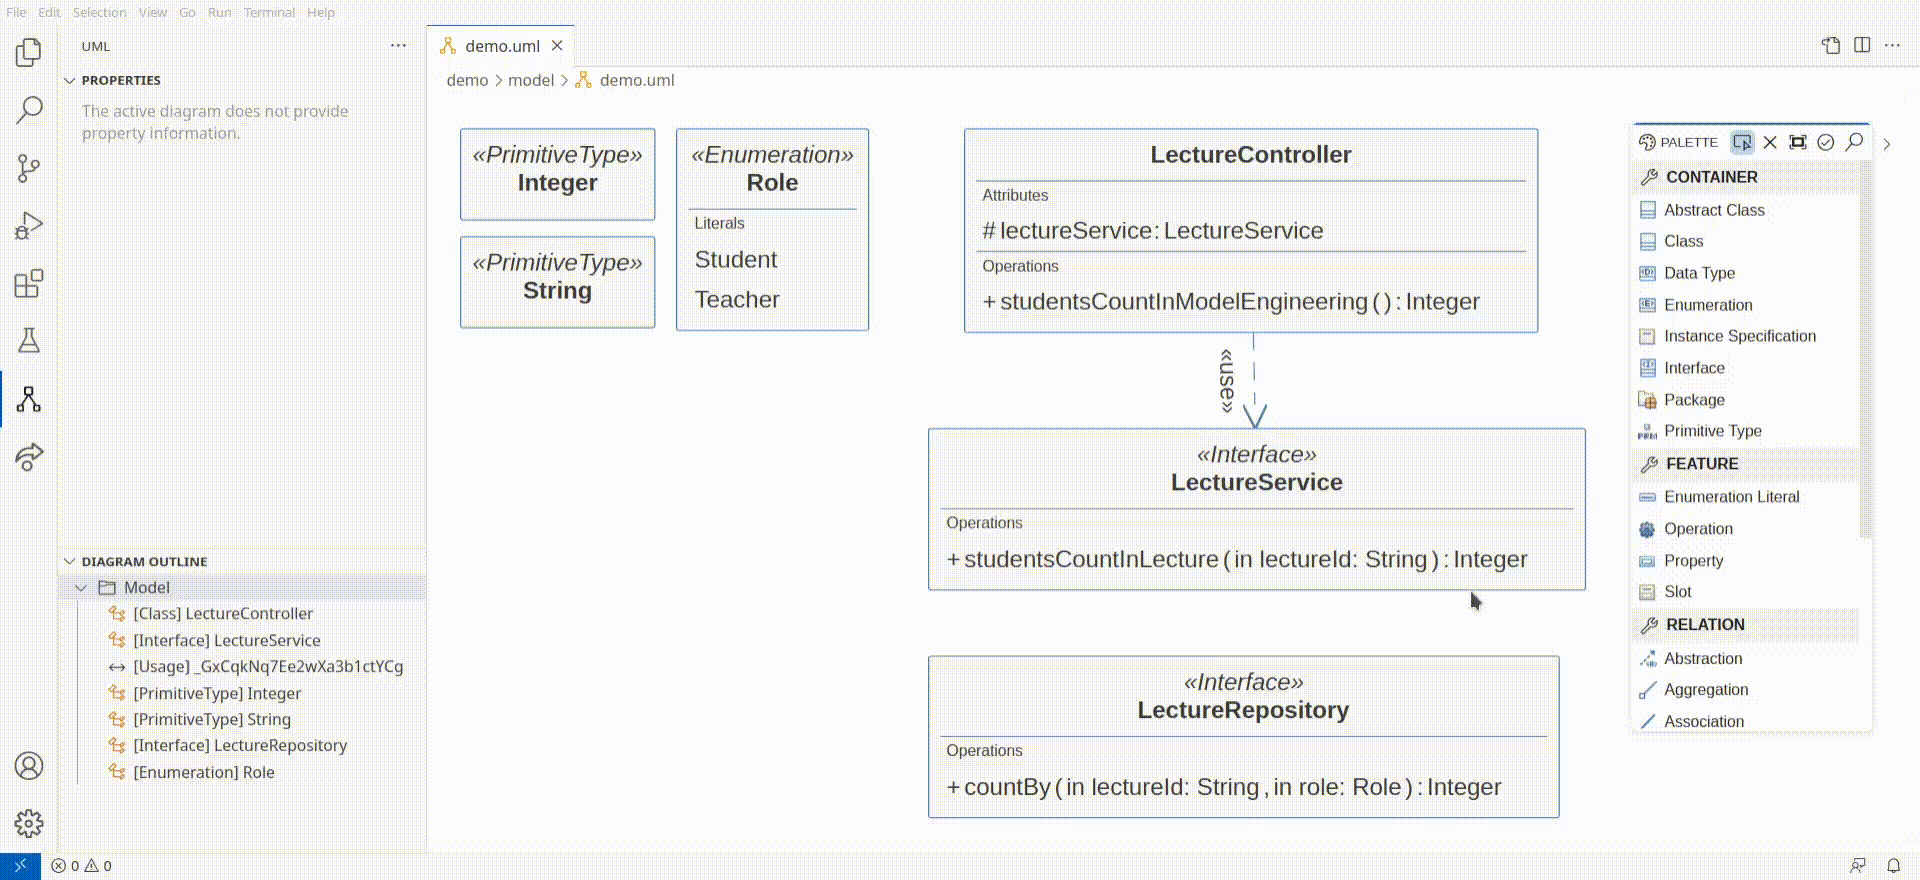 File Edit Selection View Go Run Terminal Help
UML
PROPERTIES
The active diagram does not provide
property information.
DIAGRAM OUTLINE
Model
[Class] LectureController
[Interface] LectureService
[Usage] _GxCqkNq7Ee2wXa3b1ctYCg
[PrimitiveType] Integer
[PrimitiveType] String
[Interface] LectureRepository
[Enumeration] Role
demo.uml
demo > model > demo.uml
«PrimitiveType»
Integer
«PrimitiveType»
String
«Enumeration»
Role
Literals
Student
Teacher
LectureController
Attributes
# lectureService: LectureService
Operations
+ studentsCountInModelEngineering ( ) : Integer
«use»
«Interface»
LectureService
Operations
+ studentsCountInLecture ( in lectureId: String ) : Integer
«Interface»
LectureRepository
Operations
+ countBy ( in lectureId: String , in role: Role ) : Integer
PALETTE
CONTAINER
Abstract Class
Class
Data Type
Enumeration
Instance Specification
Interface
Package
Primitive Type
FEATURE
Enumeration Literal
Operation
Property
Slot
RELATION
Abstraction
Aggregation
Association
0 0